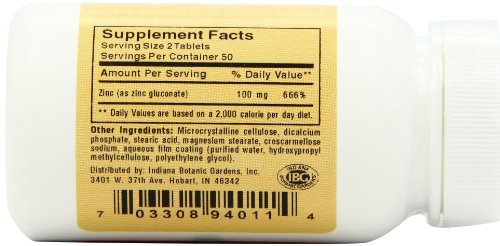 Supplement Facts
Serving Size 2 Tablets
Servings Per Container 50
Amount Per Serving % Daily Value**
Zinc (as zinc gluconate) 100 mg 666%
** Daily Values are based on a 2,000 calorie per day diet.
Other Ingredients: Microcrystalline cellulose, dicalcium
phosphate, stearic acid, magnesium stearate, croscarmellose
sodium, aqueous film coating (purified water, hydroxypropyl
methylcellulose, polyethylene glycol).
Distributed by: Indiana Botanic Gardens, Inc.
3401 W. 37th Ave. Hobart, IN 46342
INDIANA
IBG
7 03308 94011 4